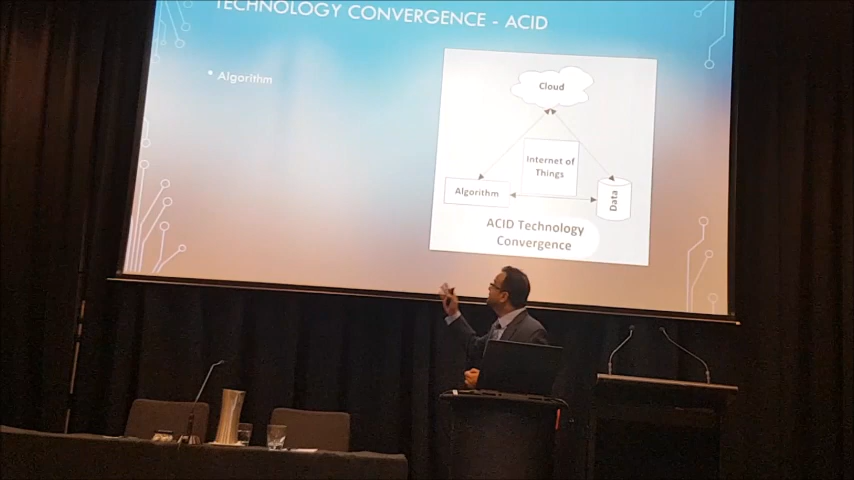 TECHNOLOGY CONVERGENCE - ACID
• Algorithm
Cloud
Internet of
Things
Algorithm
Data
ACID Technology
Convergence